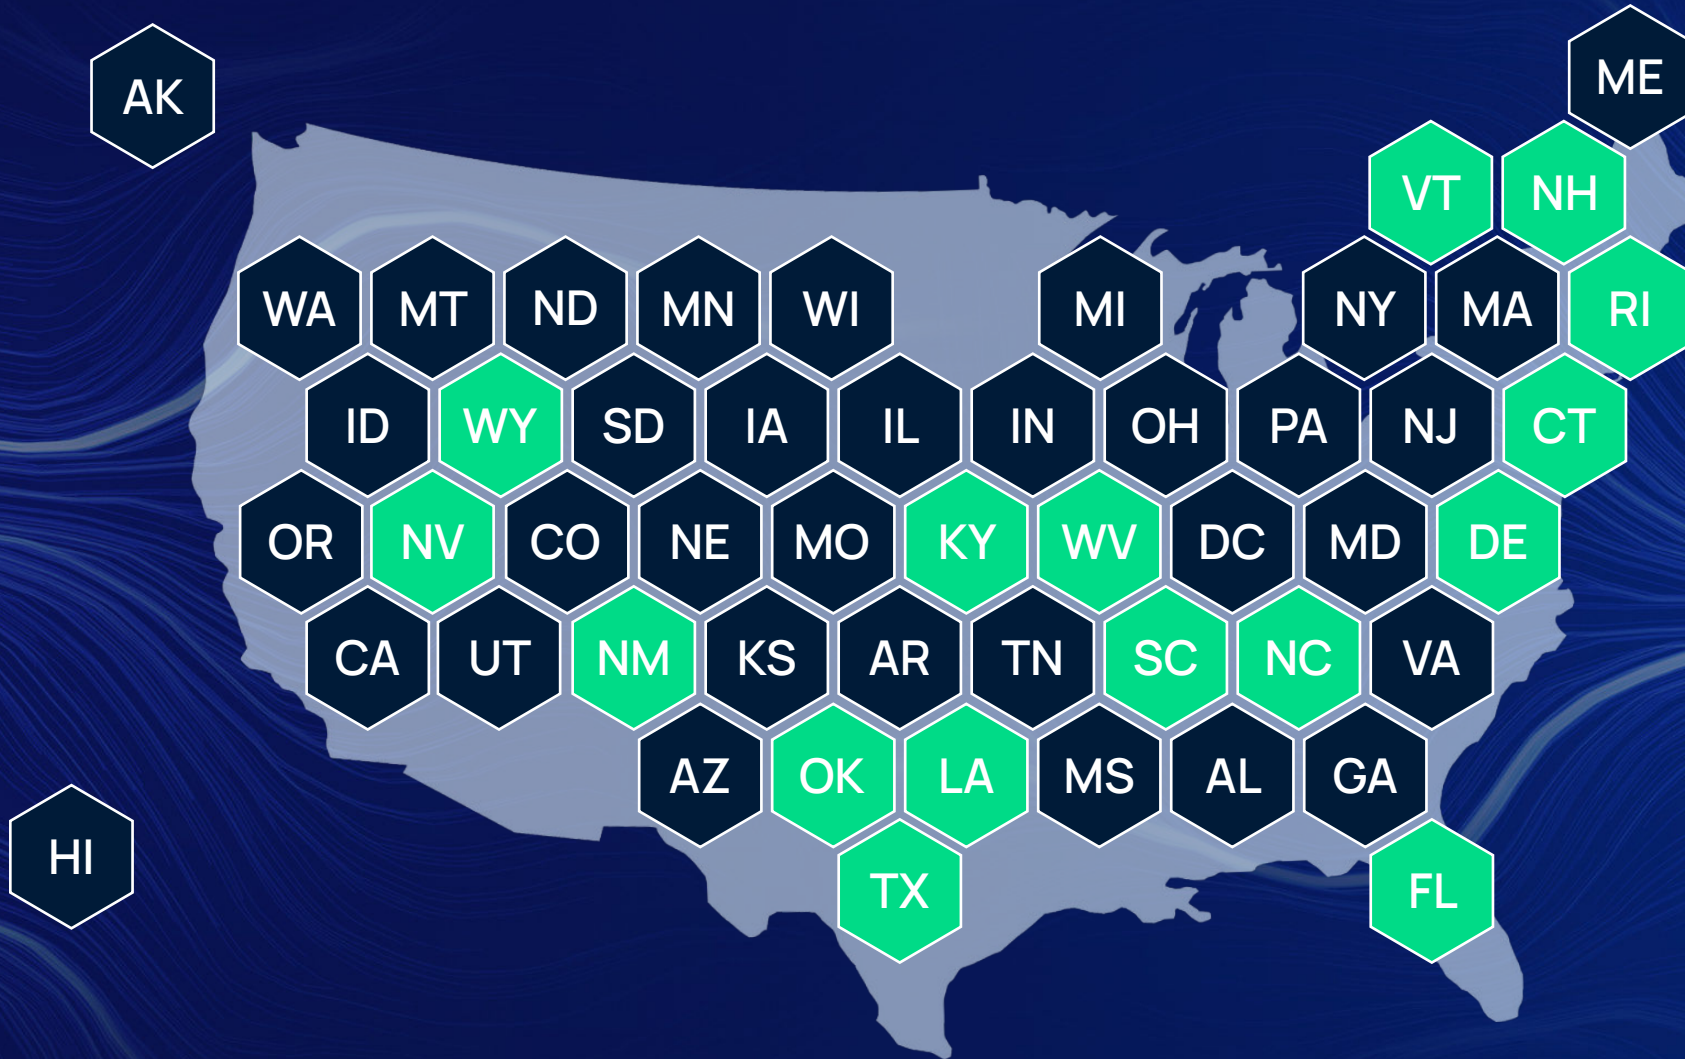 AK
ME
VT NH
WA MT ND MN WI MI NY MA RI
ID WY SD IA IL IN OH PA NJ CT
OR NV CO NE MO KY WV DC MD DE
CA UT NM KS AR TN SC NC VA
AZ OK LA MS AL GA
HI
TX FL